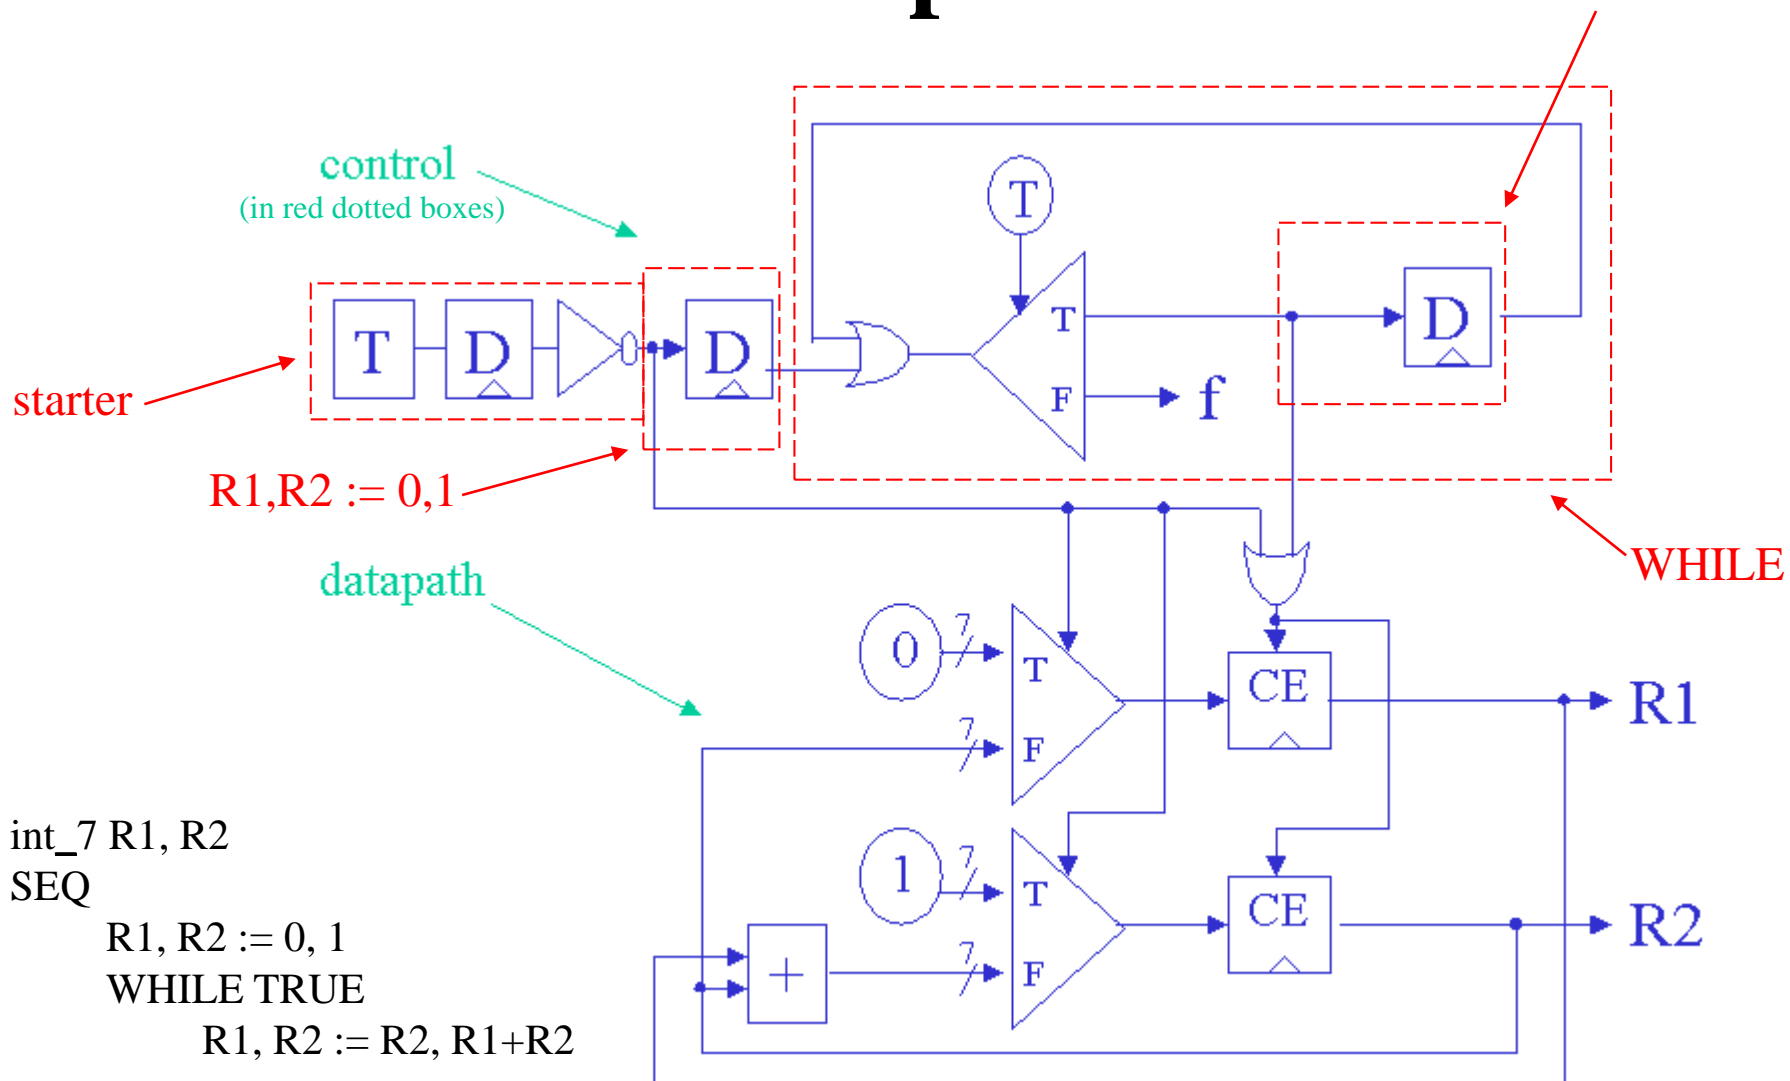 control
(in red dotted boxes)
T
T
T
D
D
D
F
f
starter
R1,R2 := 0,1
WHILE
datapath
0
7
T
CE
R1
7
F
1
7
T
CE
R2
+
7
F
int_7 R1, R2
SEQ
R1, R2 := 0, 1
WHILE TRUE
R1, R2 := R2, R1+R2